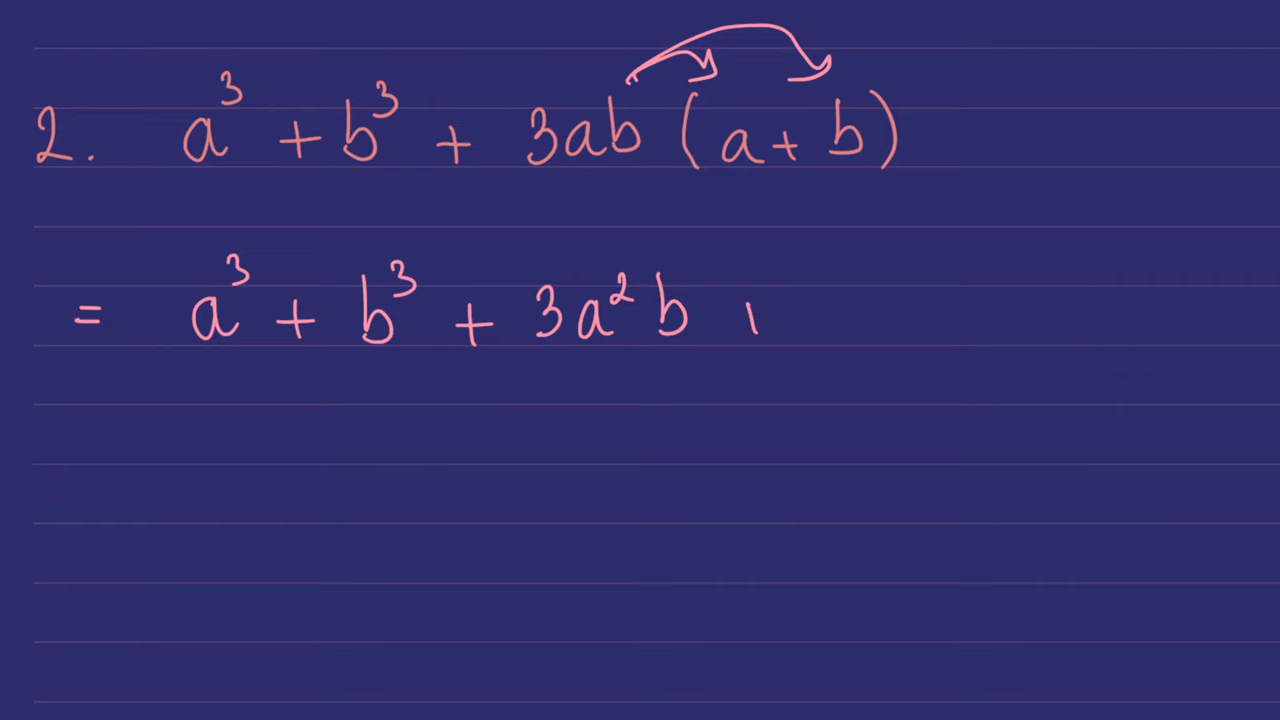 2. a³ + b³ + 3ab (a + b)
= a³ + b³ + 3a²b